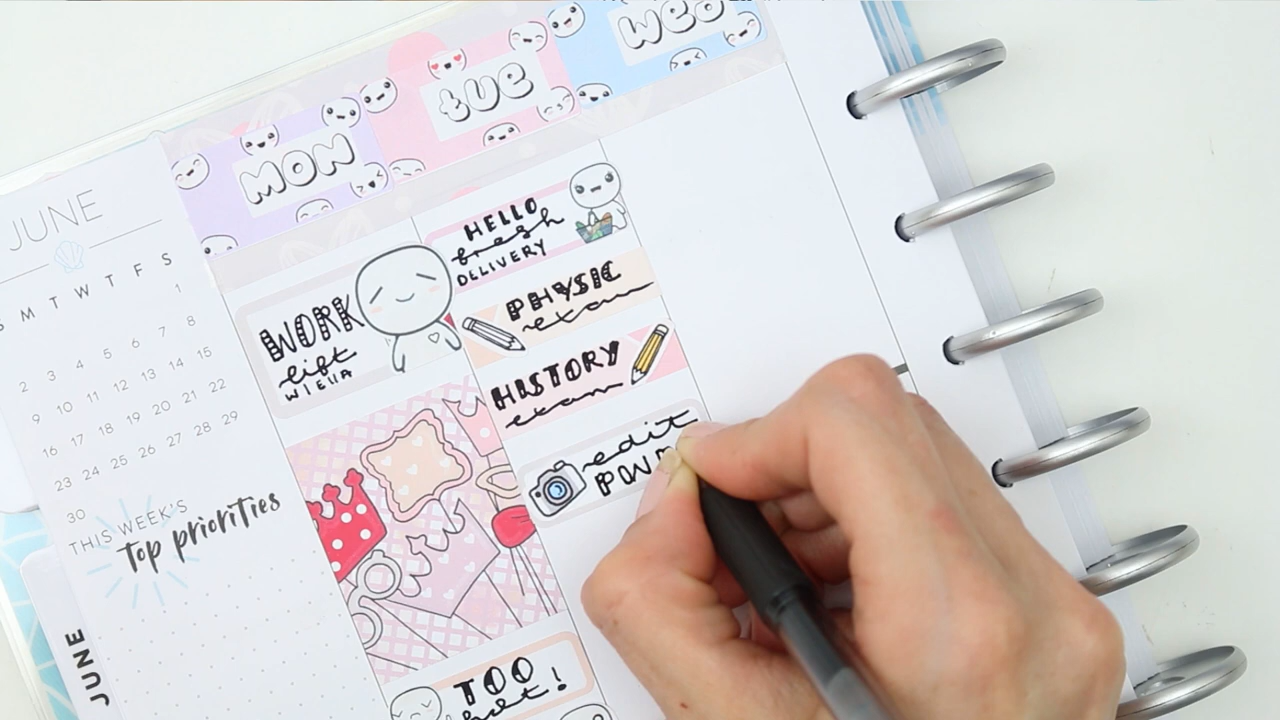 MON
tue
wed
JUNE
S M T W T F S
1
2 3 4 5 6 7 8
9 10 11 12 13 14 15
16 17 18 19 20 21 22
23 24 25 26 27 28 29
30
THIS WEEK'S
top priorities
JUNE
WORK
lift
TOO
hot!
HELLO
fresh
DELIVERY
PHYSIC
exam
HISTORY
exam
edit